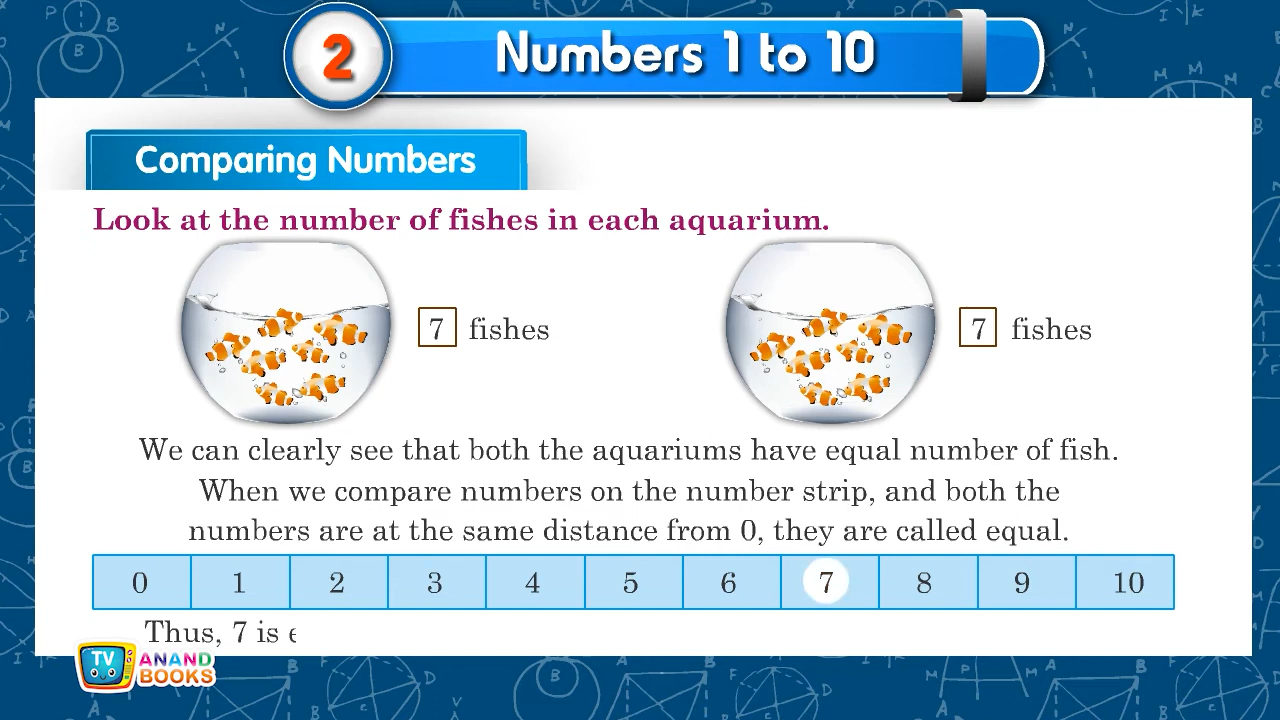 2
Numbers 1 to 10
Comparing Numbers
Look at the number of fishes in each aquarium.
7 fishes
7 fishes
We can clearly see that both the aquariums have equal number of fish.
When we compare numbers on the number strip, and both the
numbers are at the same distance from 0, they are called equal.
0 1 2 3 4 5 6 7 8 9 10
Thus, 7 is
TV ANAND
BOOKS